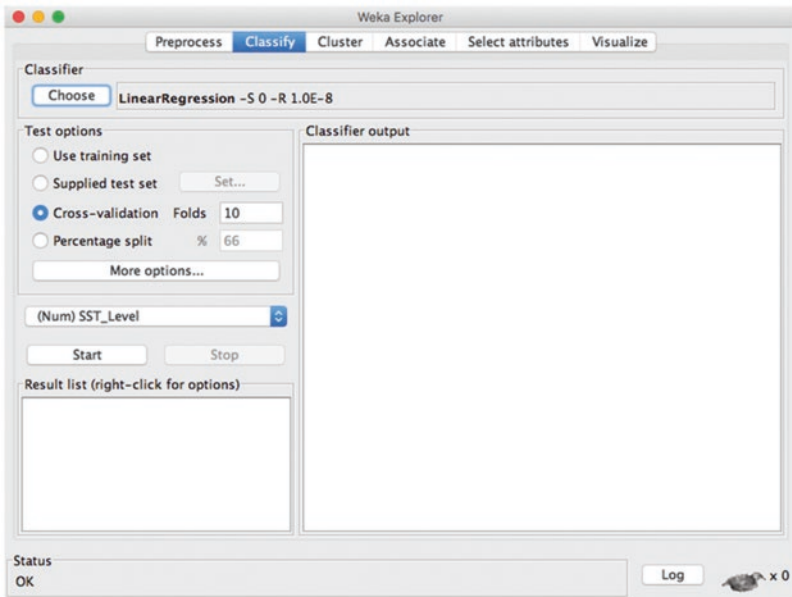 Weka Explorer
Preprocess Classify Cluster Associate Select attributes Visualize
Classifier
Choose LinearRegression -S 0 -R 1.0E-8
Test options
Use training set
Supplied test set Set...
Cross-validation Folds 10
Percentage split % 66
More options...
(Num) SST_Level
Start Stop
Result list (right-click for options)
Classifier output
Status
OK
Log x 0